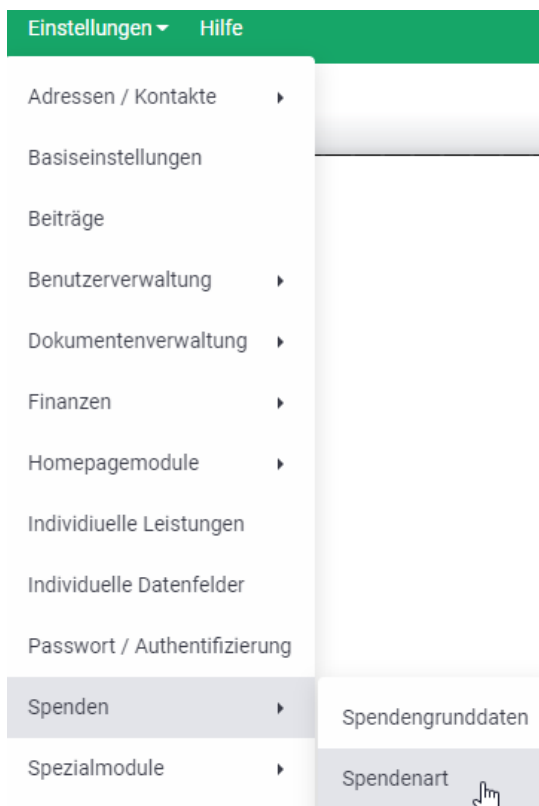 Einstellungen Hilfe
Adressen / Kontakte
Basiseinstellungen
Beiträge
Benutzerverwaltung
Dokumentenverwaltung
Finanzen
Homepagemodule
Individiuelle Leistungen
Individuelle Datenfelder
Passwort / Authentifizierung
Spenden
Spendengrunddaten
Spezialmodule
Spendenart